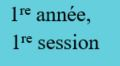 1re année,
1re session